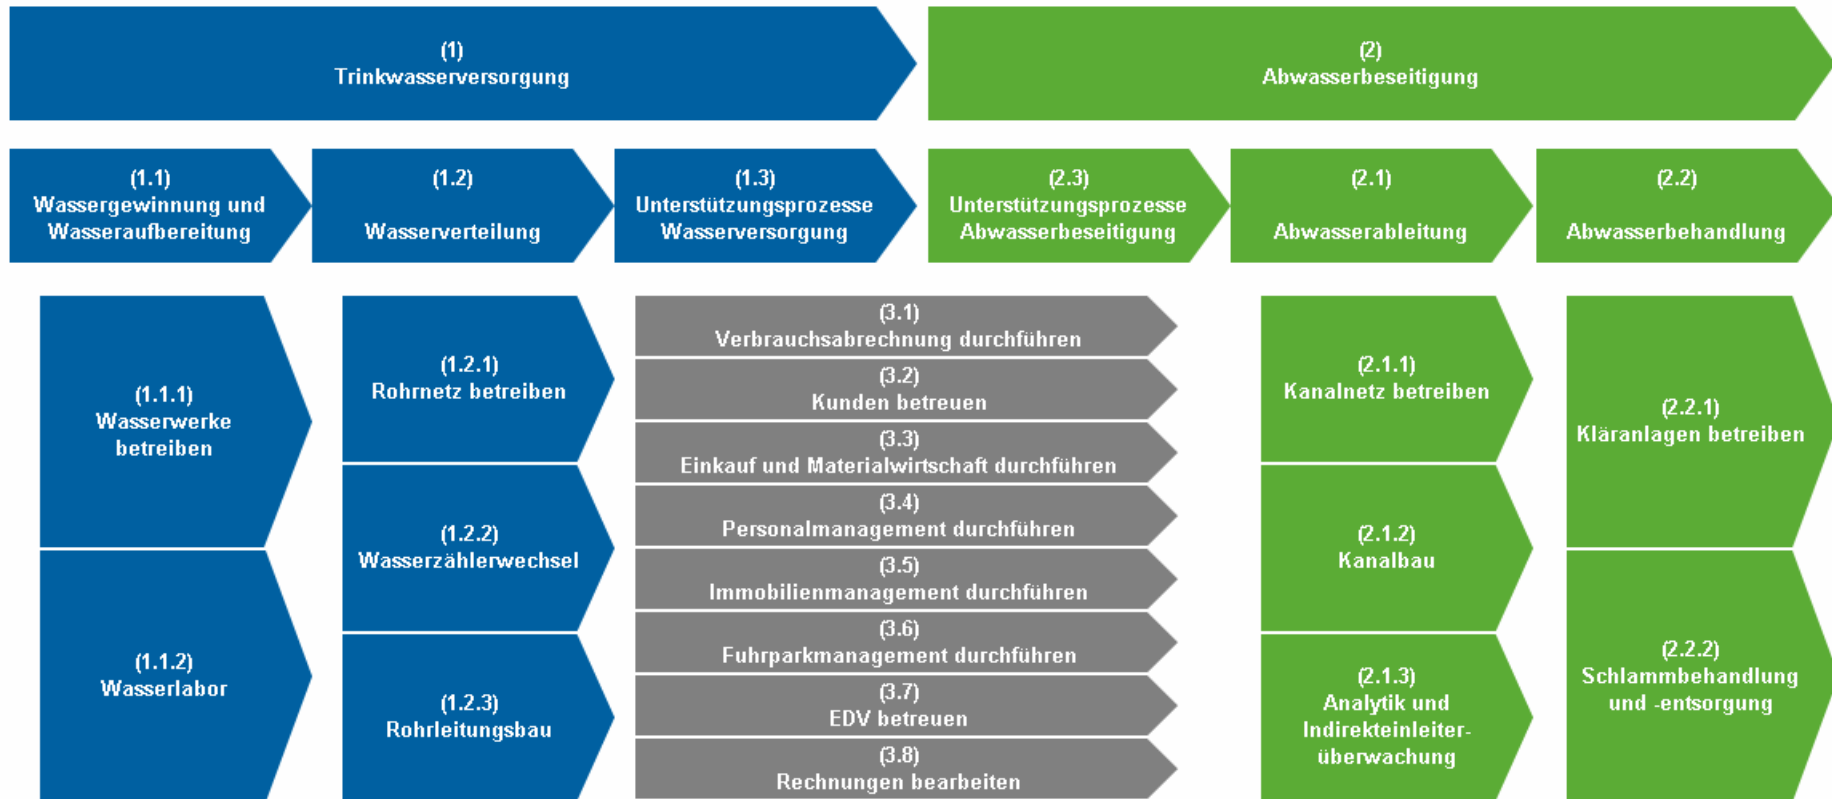 (1)
Trinkwasserversorgung
(2)
Abwasserbeseitigung
(1.1)
Wassergewinnung und
Wasseraufbereitung
(1.2)
Wasserverteilung
(1.3)
Unterstützungsprozesse
Wasserversorgung
(2.3)
Unterstützungsprozesse
Abwasserbeseitigung
(2.1)
Abwasserableitung
(2.2)
Abwasserbehandlung
(1.1.1)
Wasserwerke
betreiben
(1.1.2)
Wasserlabor
(1.2.1)
Rohrnetz betreiben
(1.2.2)
Wasserzählerwechsel
(1.2.3)
Rohrleitungsbau
(3.1)
Verbrauchsabrechnung durchführen
(3.2)
Kunden betreuen
(3.3)
Einkauf und Materialwirtschaft durchführen
(3.4)
Personalmanagement durchführen
(3.5)
Immobilienmanagement durchführen
(3.6)
Fuhrparkmanagement durchführen
(3.7)
EDV betreuen
(3.8)
Rechnungen bearbeiten
(2.1.1)
Kanalnetz betreiben
(2.1.2)
Kanalbau
(2.1.3)
Analytik und
Indirekteinleiter-
überwachung
(2.2.1)
Kläranlagen betreiben
(2.2.2)
Schlammbehandlung
und -entsorgung